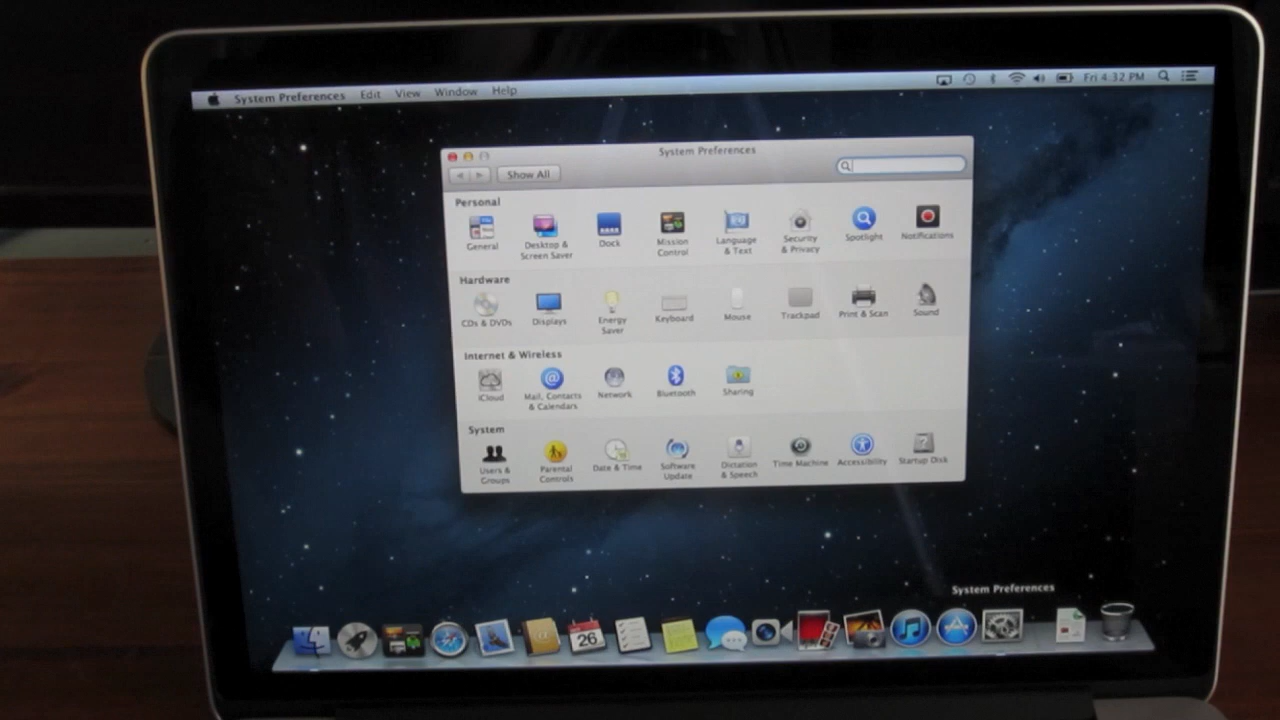 System Preferences Edit View Window Help Fri 4:32 PM
System Preferences
Show All
Personal
General
Desktop &
Screen Saver
Dock
Mission
Control
Language
& Text
Security
& Privacy
Spotlight
Notifications
Hardware
CDs & DVDs
Displays
Energy
Saver
Keyboard
Mouse
Trackpad
Print & Scan
Sound
Internet & Wireless
iCloud
Mail, Contacts
& Calendars
Network
Bluetooth
Sharing
System
Users &
Groups
Parental
Controls
Date & Time
Software
Update
Dictation
& Speech
Time Machine
Accessibility
Startup Disk
System Preferences
26